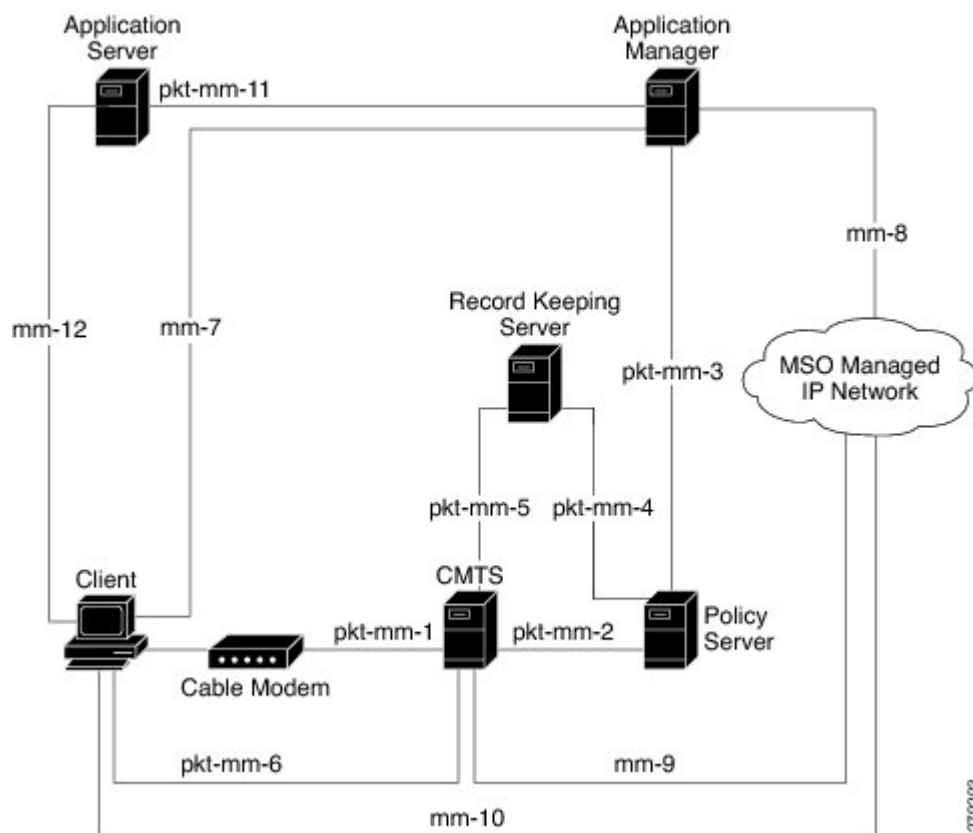 Application
Server
Application
Manager
pkt-mm-11
mm-8
mm-12
mm-7
Record Keeping
Server
pkt-mm-3
MSO Managed
IP Network
pkt-mm-5
pkt-mm-4
Client
CMTS
pkt-mm-1
pkt-mm-2
Policy
Server
Cable Modem
pkt-mm-6
mm-9
mm-10